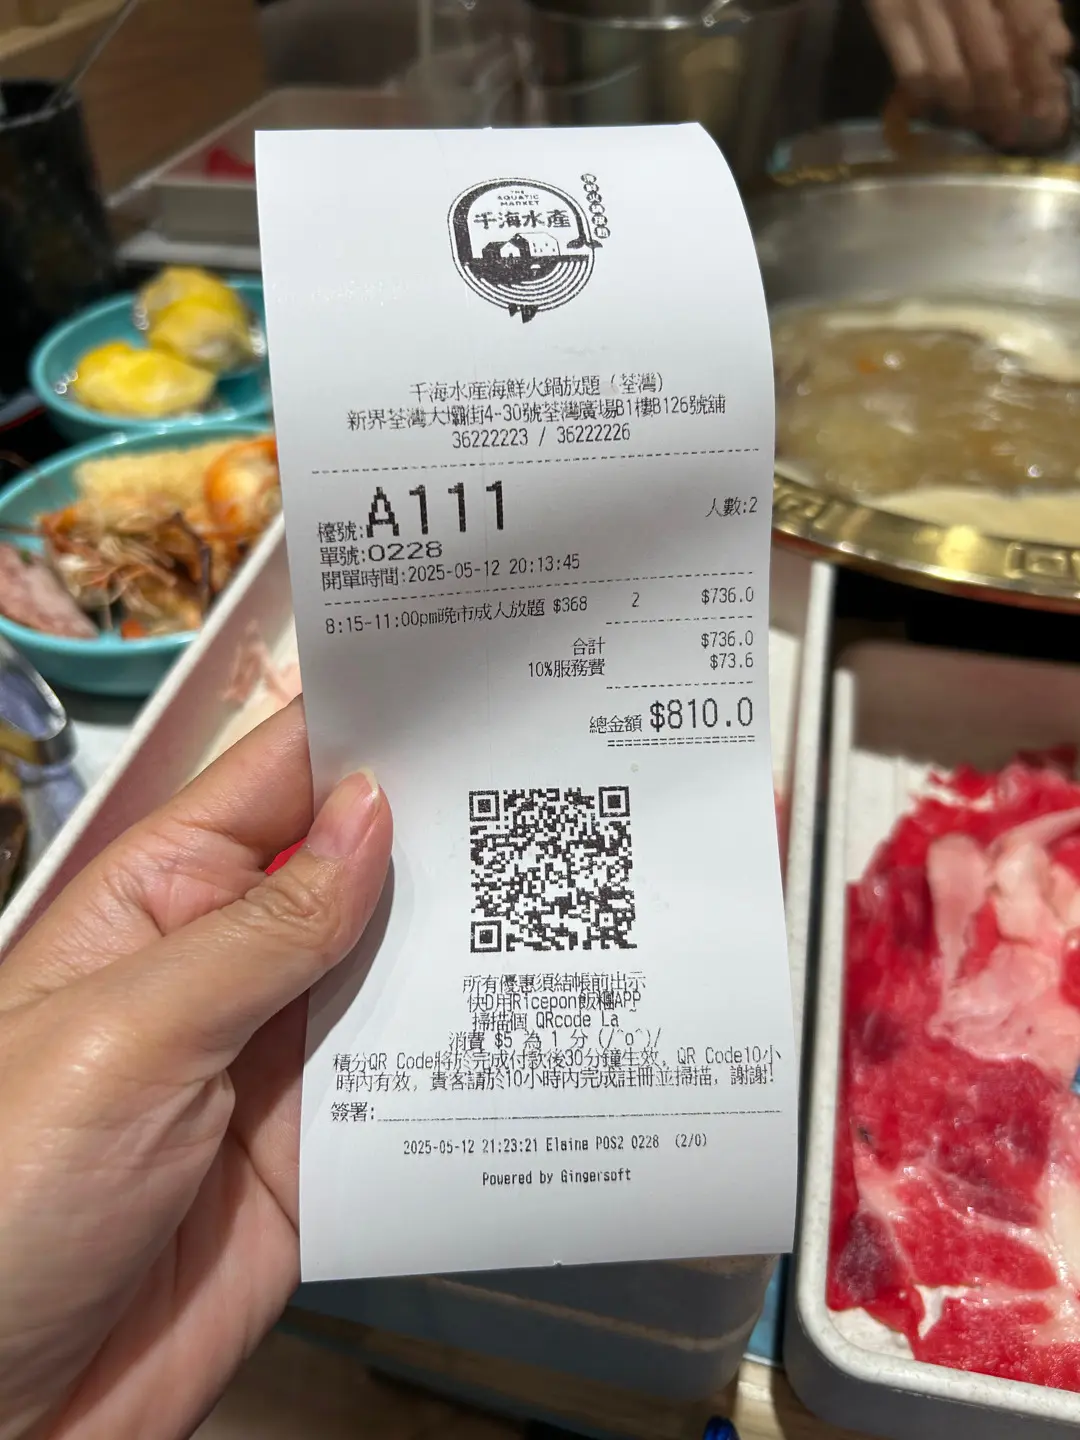 THE
AQUATIC
MARKET
千海水產
千海水産海鮮火鍋放題（荃灣）
新界荃灣大壩街4-30號荃灣廣場B1樓B126號舖
36222223 / 36222226
檯號:A111 人數:2
單號:0228
開單時間:2025-05-12 20:13:45
8:15-11:00pm晚市成人放題 $368 2 $736.0
合計 $736.0
10%服務費 $73.6
總金額 $810.0
所有優惠須結帳前出示
快D用Ricepon飯糰APP
掃描個 QRcode La~
消費 $5 為 1 分 (/^o^)/
積分QR Code將於完成付款後30分鐘生效, QR Code10小
時內有效, 貴客請於10小時內完成註冊並掃描, 謝謝!
簽署:
2025-05-12 21:23:21 Elaine POS2 0228 (2/0)
Powered by Gingersoft